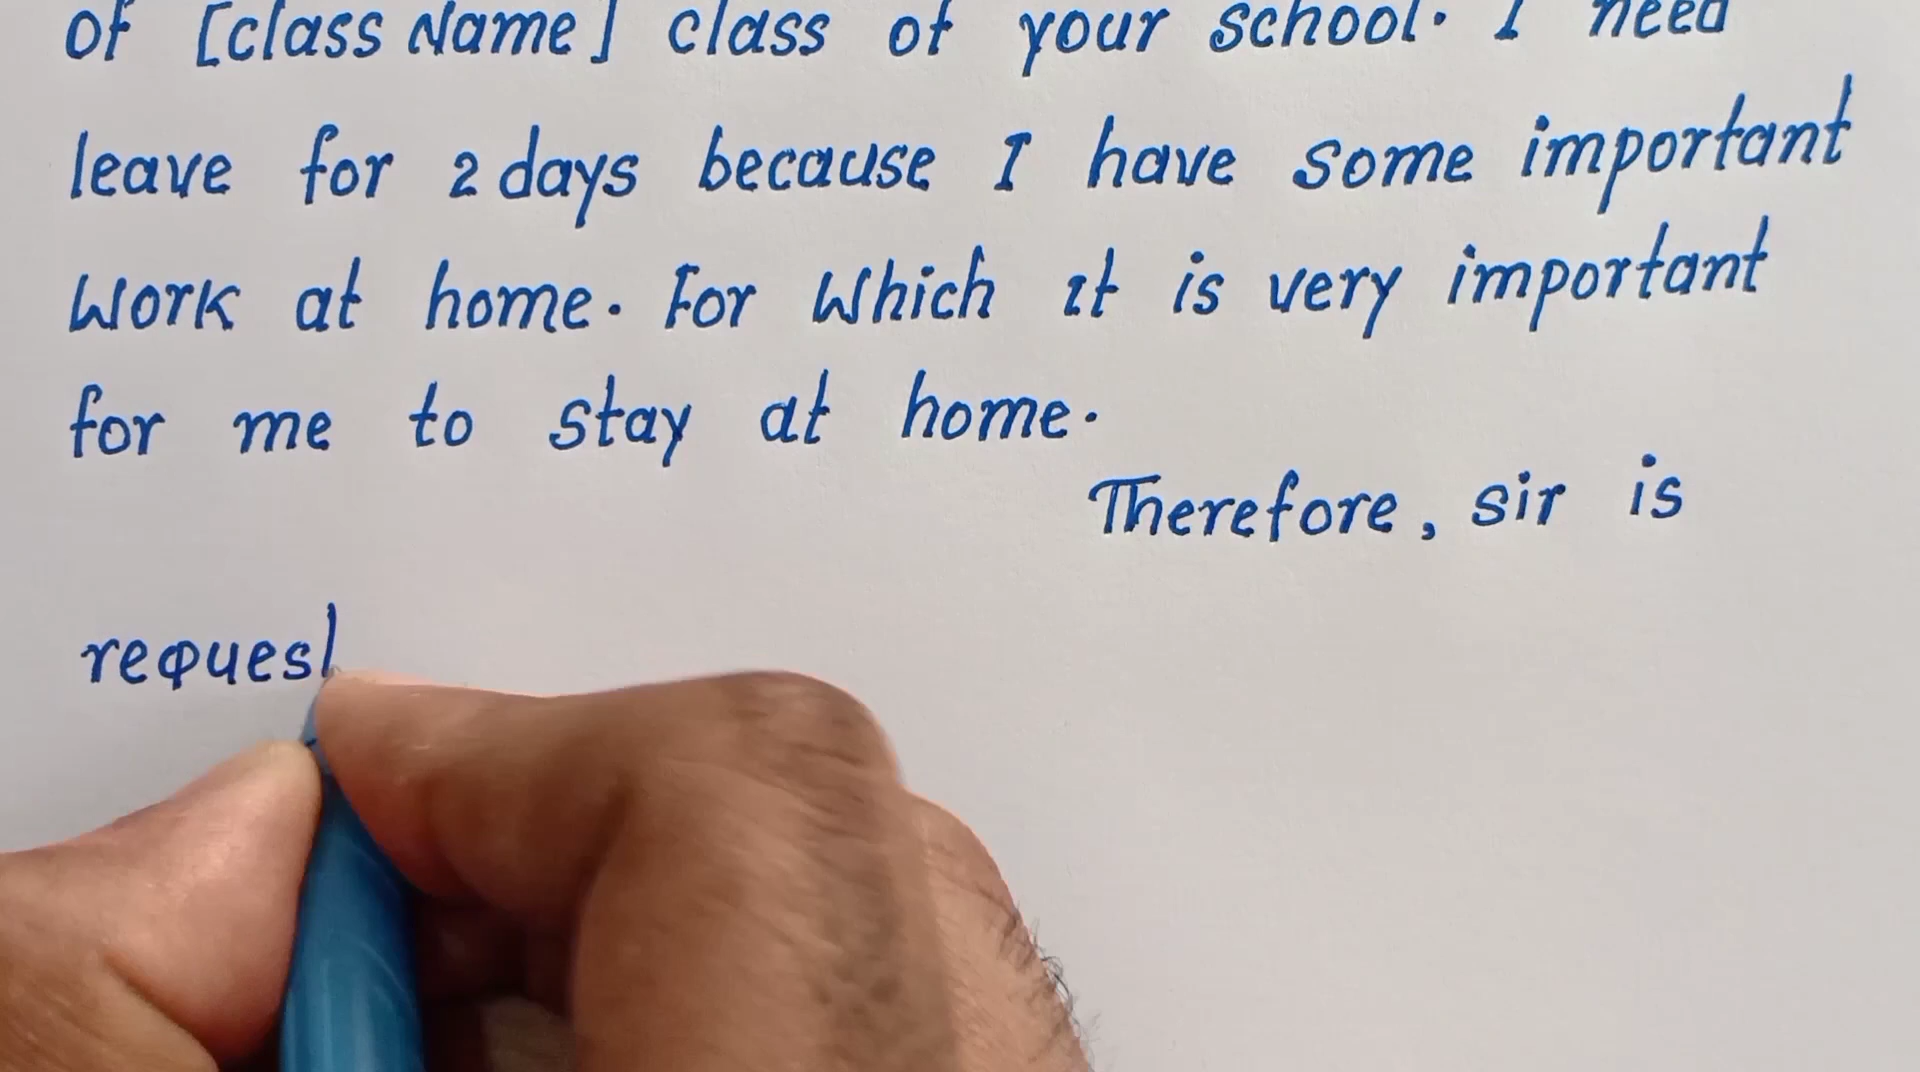 of [class Name] class of your school. I need
leave for 2 days because I have some important
work at home. For which it is very important
for me to stay at home.
Therefore, sir is
request